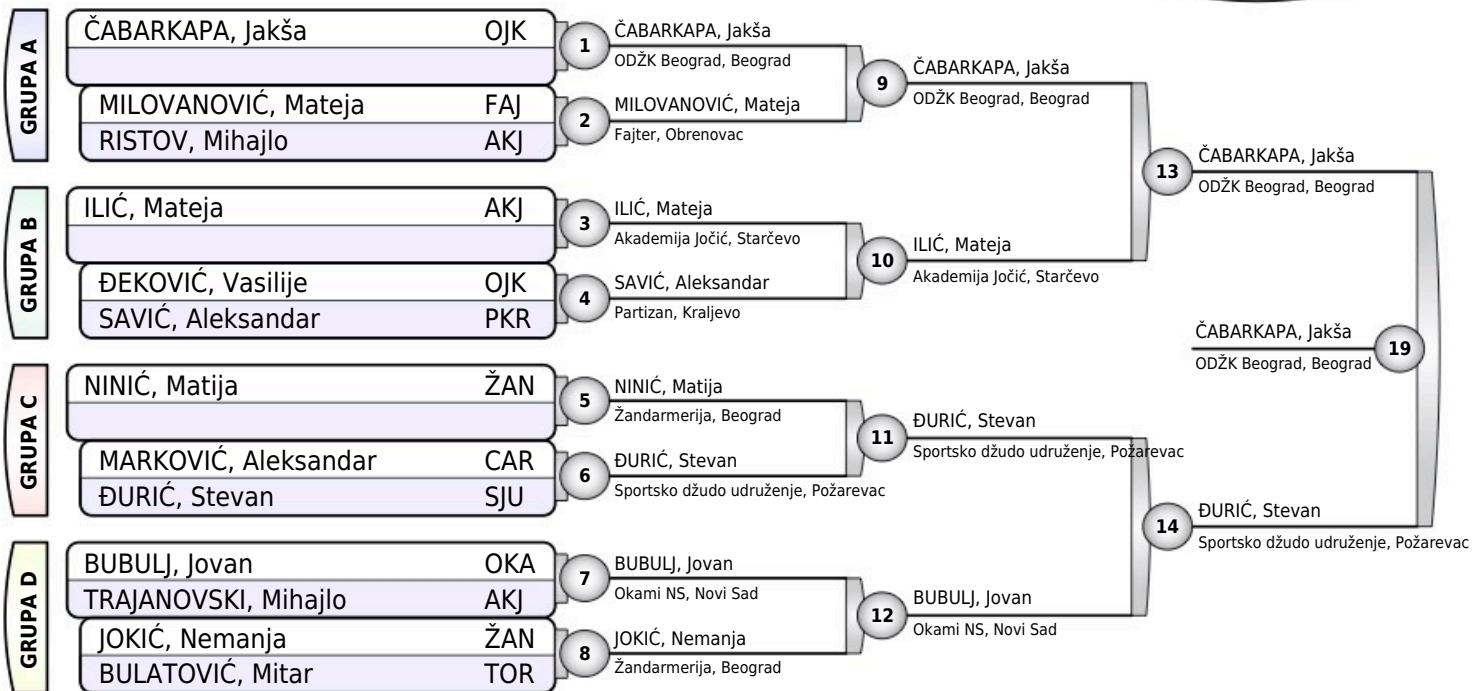 GRUPA A
ČABARKAPA, Jakša OJK
MILOVANOVIĆ, Mateja FAJ
RISTOV, Mihajlo AKJ
GRUPA B
ILIĆ, Mateja AKJ
ĐEKOVIĆ, Vasilije OJK
SAVIĆ, Aleksandar PKR
GRUPA C
NINIĆ, Matija ŽAN
MARKOVIĆ, Aleksandar CAR
ĐURIĆ, Stevan SJU
GRUPA D
BUBULJ, Jovan OKA
TRAJANOVSKI, Mihajlo AKJ
JOKIĆ, Nemanja ŽAN
BULATOVIĆ, Mitar TOR
1
ČABARKAPA, Jakša
ODŽK Beograd, Beograd
2
MILOVANOVIĆ, Mateja
Fajter, Obrenovac
3
ILIĆ, Mateja
Akademija Jočić, Starčevo
4
SAVIĆ, Aleksandar
Partizan, Kraljevo
5
NINIĆ, Matija
Žandarmerija, Beograd
6
ĐURIĆ, Stevan
Sportsko džudo udruženje, Požarevac
7
BUBULJ, Jovan
Okami NS, Novi Sad
8
JOKIĆ, Nemanja
Žandarmerija, Beograd
9
ČABARKAPA, Jakša
ODŽK Beograd, Beograd
10
ILIĆ, Mateja
Akademija Jočić, Starčevo
11
ĐURIĆ, Stevan
Sportsko džudo udruženje, Požarevac
12
BUBULJ, Jovan
Okami NS, Novi Sad
13
ČABARKAPA, Jakša
ODŽK Beograd, Beograd
14
ĐURIĆ, Stevan
Sportsko džudo udruženje, Požarevac
ČABARKAPA, Jakša
ODŽK Beograd, Beograd
19